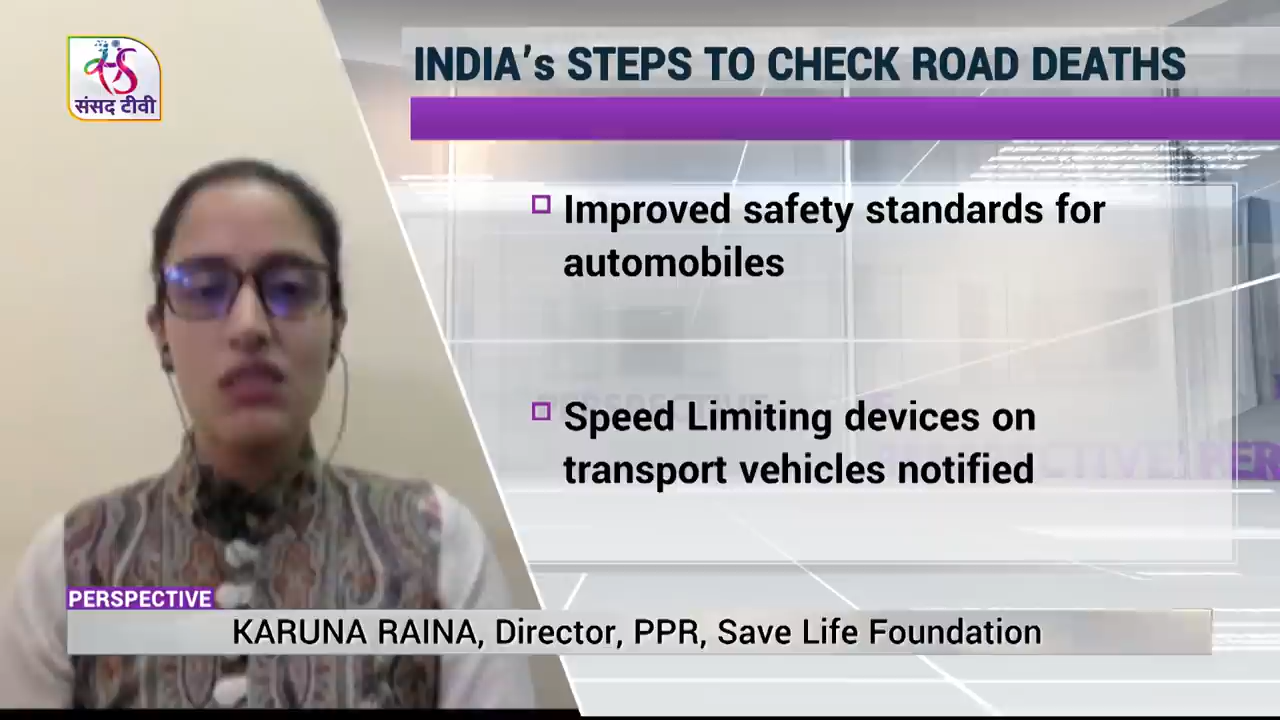 संसद टीवी
INDIA's STEPS TO CHECK ROAD DEATHS
Improved safety standards for
automobiles
Speed Limiting devices on
transport vehicles notified
PERSPECTIVE
KARUNA RAINA, Director, PPR, Save Life Foundation